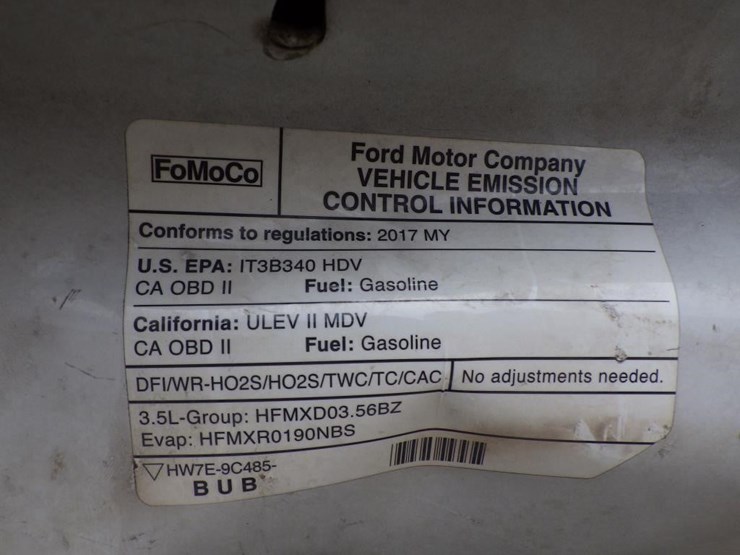 FoMoCo
Ford Motor Company
VEHICLE EMISSION
CONTROL INFORMATION
Conforms to regulations: 2017 MY
U.S. EPA: IT3B340 HDV
CA OBD II Fuel: Gasoline
California: ULEV II MDV
CA OBD II Fuel: Gasoline
DFI/WR-HO2S/HO2S/TWC/TC/CAC No adjustments needed.
3.5L-Group: HFMXD03.56BZ
Evap: HFMXR0190NBS
HW7E-9C485-
BUB